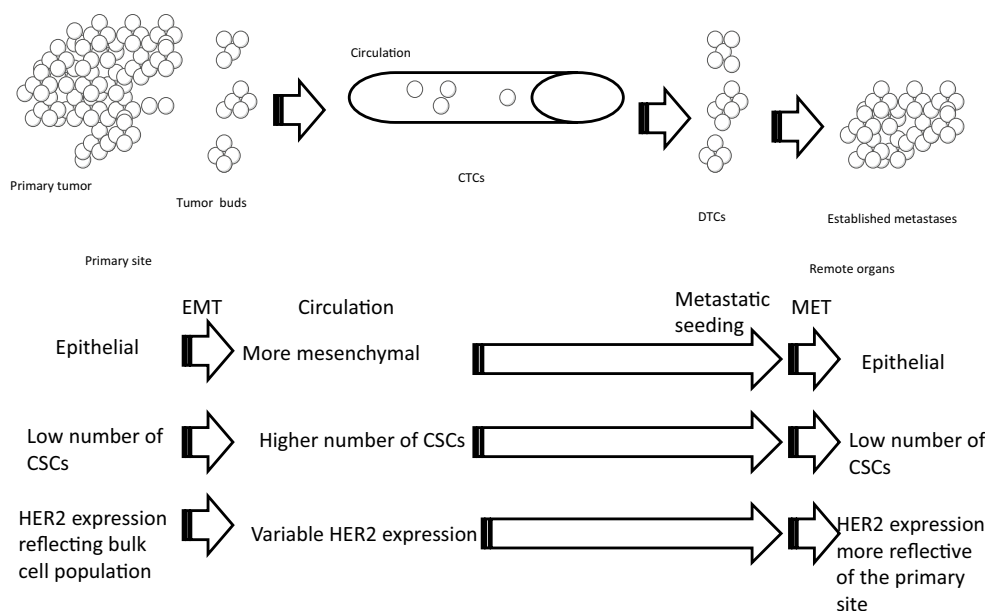 Circulation
CTCs
Primary tumor
Tumor buds
DTCs
Established metastases
Primary site
Remote organs
EMT
Circulation
Metastatic
seeding
MET
Epithelial
More mesenchymal
Epithelial
Low number of
CSCs
Higher number of CSCs
Low number of
CSCs
HER2 expression
reflecting bulk
cell population
Variable HER2 expression
HER2 expression
more reflective
of the primary
site